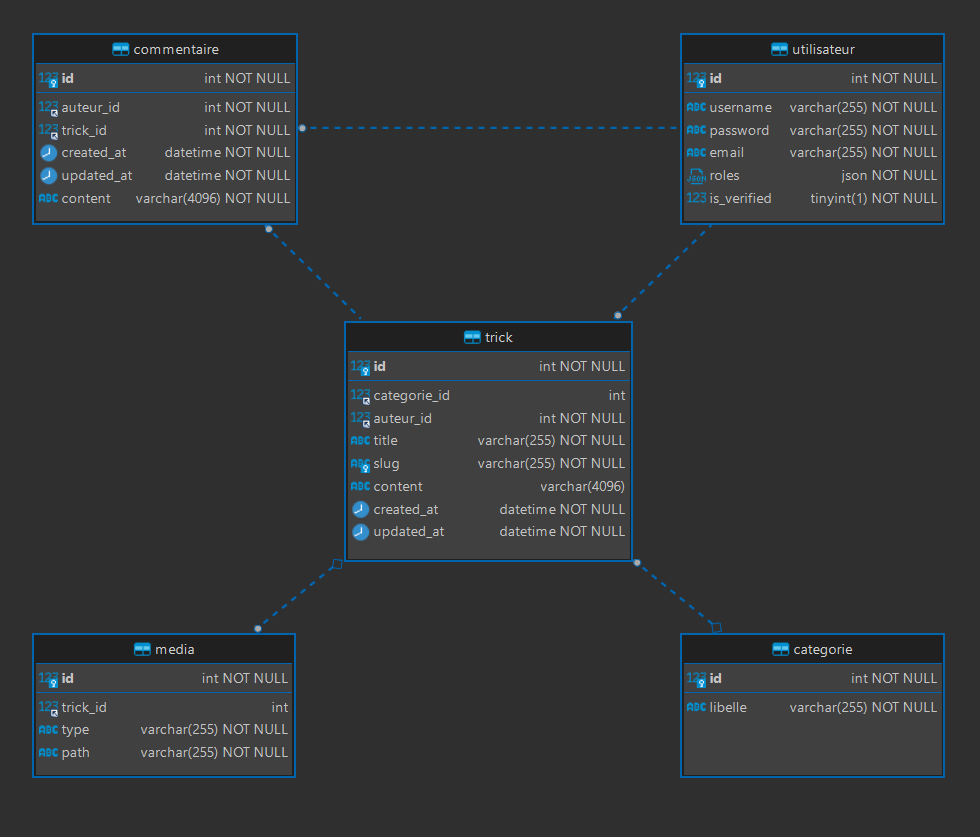 commentaire
123 id int NOT NULL
123 auteur_id int NOT NULL
123 trick_id int NOT NULL
created_at datetime NOT NULL
updated_at datetime NOT NULL
ABC content varchar(4096) NOT NULL
utilisateur
123 id int NOT NULL
ABC username varchar(255) NOT NULL
ABC password varchar(255) NOT NULL
ABC email varchar(255) NOT NULL
JSON roles json NOT NULL
123 is_verified tinyint(1) NOT NULL
trick
123 id int NOT NULL
123 categorie_id int
123 auteur_id int NOT NULL
ABC title varchar(255) NOT NULL
ABC slug varchar(255) NOT NULL
ABC content varchar(4096)
created_at datetime NOT NULL
updated_at datetime NOT NULL
media
123 id int NOT NULL
123 trick_id int
ABC type varchar(255) NOT NULL
ABC path varchar(255) NOT NULL
categorie
123 id int NOT NULL
ABC libelle varchar(255) NOT NULL